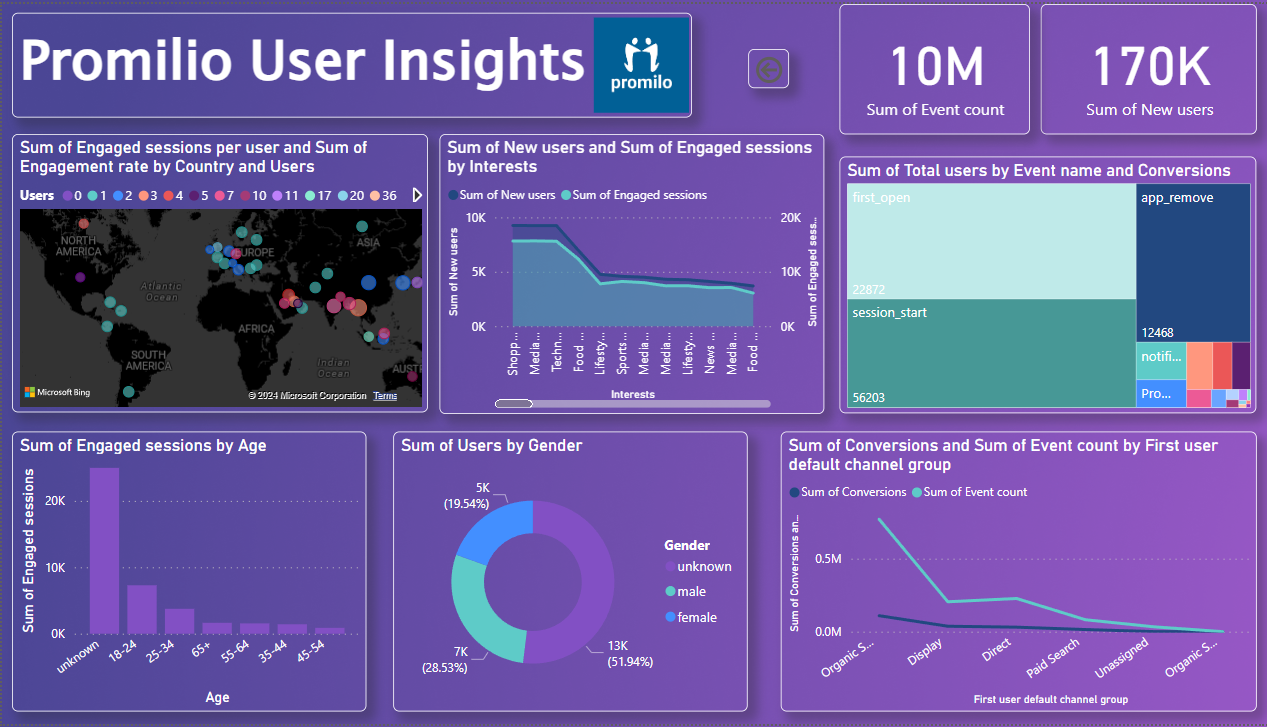 Promilio User Insights
promilo
10M
Sum of Event count
170K
Sum of New users
Sum of Engaged sessions per user and Sum of
Engagement rate by Country and Users
Users 0 1 2 3 4 5 7 10 11 17 20 36
NORTH
AMERICA
EUROPE
ASIA
Atlantic
Ocean
AFRICA
SOUTH
AMERICA
Indian
Ocean
AUST
Microsoft Bing
© 2024 Microsoft Corporation Terms
Sum of New users and Sum of Engaged sessions
by Interests
Sum of New users Sum of Engaged sessions
Sum of New users
10K
5K
0K
20K
10K
0K
Sum of Engaged sess...
Shopp...
Media...
Techn...
Food ...
Lifesty...
Sports...
Media...
Media...
Lifesty...
News ...
Media...
Food ...
Interests
Sum of Total users by Event name and Conversions
first_open
22872
session_start
56203
app_remove
12468
notifi...
Pro...
Sum of Engaged sessions by Age
Sum of Engaged sessions
20K
10K
0K
unknown
18-24
25-34
65+
55-64
35-44
45-54
Age
Sum of Users by Gender
5K
(19.54%)
7K
(28.53%)
13K
(51.94%)
Gender
unknown
male
female
Sum of Conversions and Sum of Event count by First user
default channel group
Sum of Conversions Sum of Event count
Sum of Conversions an...
0.5M
0.0M
Organic S...
Display
Direct
Paid Search
Unassigned
Organic S...
First user default channel group